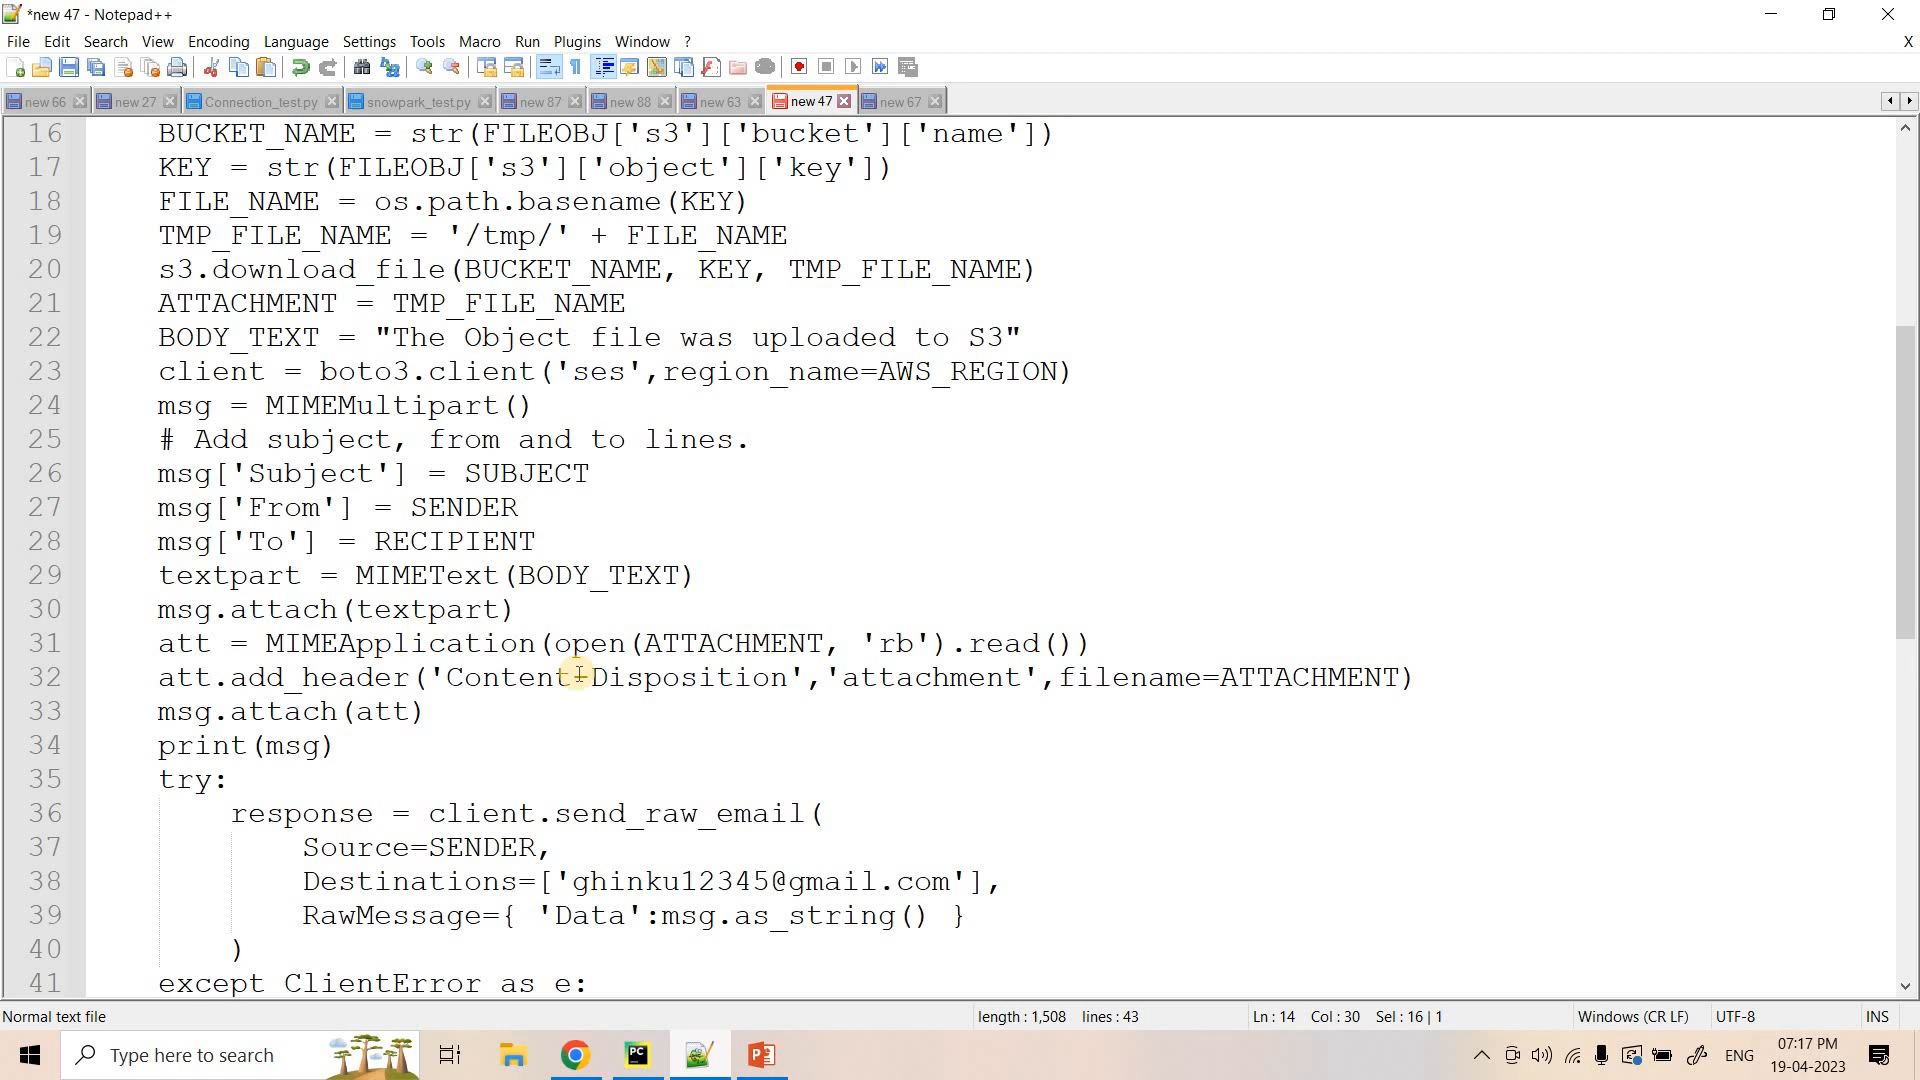 *new 47 - Notepad++
File Edit Search View Encoding Language Settings Tools Macro Run Plugins Window ? X
new 66 new 27 Connection_test.py snowpark_test.py new 87 new 88 new 63 new 47 new 67
16 BUCKET_NAME = str(FILEOBJ['s3']['bucket']['name'])
17 KEY = str(FILEOBJ['s3']['object']['key'])
18 FILE_NAME = os.path.basename(KEY)
19 TMP_FILE_NAME = '/tmp/' + FILE_NAME
20 s3.download_file(BUCKET_NAME, KEY, TMP_FILE_NAME)
21 ATTACHMENT = TMP_FILE_NAME
22 BODY_TEXT = "The Object file was uploaded to S3"
23 client = boto3.client('ses',region_name=AWS_REGION)
24 msg = MIMEMultipart()
25 # Add subject, from and to lines.
26 msg['Subject'] = SUBJECT
27 msg['From'] = SENDER
28 msg['To'] = RECIPIENT
29 textpart = MIMEText(BODY_TEXT)
30 msg.attach(textpart)
31 att = MIMEApplication(open(ATTACHMENT, 'rb').read())
32 att.add_header('Content-Disposition','attachment',filename=ATTACHMENT)
33 msg.attach(att)
34 print(msg)
35 try:
36 response = client.send_raw_email(
37 Source=SENDER,
38 Destinations=['ghinku12345@gmail.com'],
39 RawMessage={ 'Data':msg.as_string() }
40 )
41 except ClientError as e:
Normal text file length : 1,508 lines : 43 Ln : 14 Col : 30 Sel : 16 | 1 Windows (CR LF) UTF-8 INS
Type here to search ENG 07:17 PM
19-04-2023